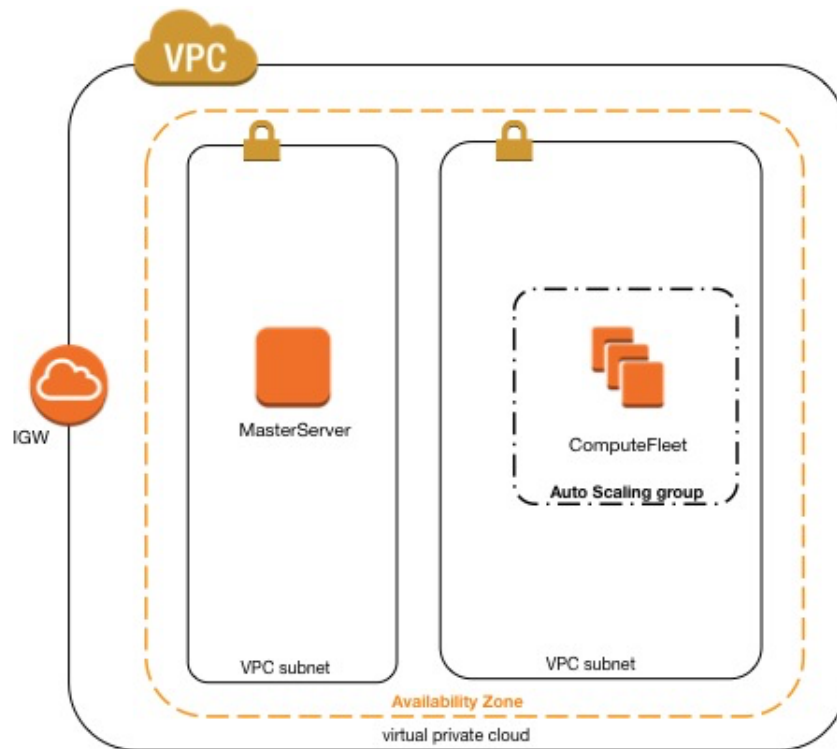 VPC
IGW
MasterServer
ComputeFleet
Auto Scaling group
VPC subnet
VPC subnet
Availability Zone
virtual private cloud